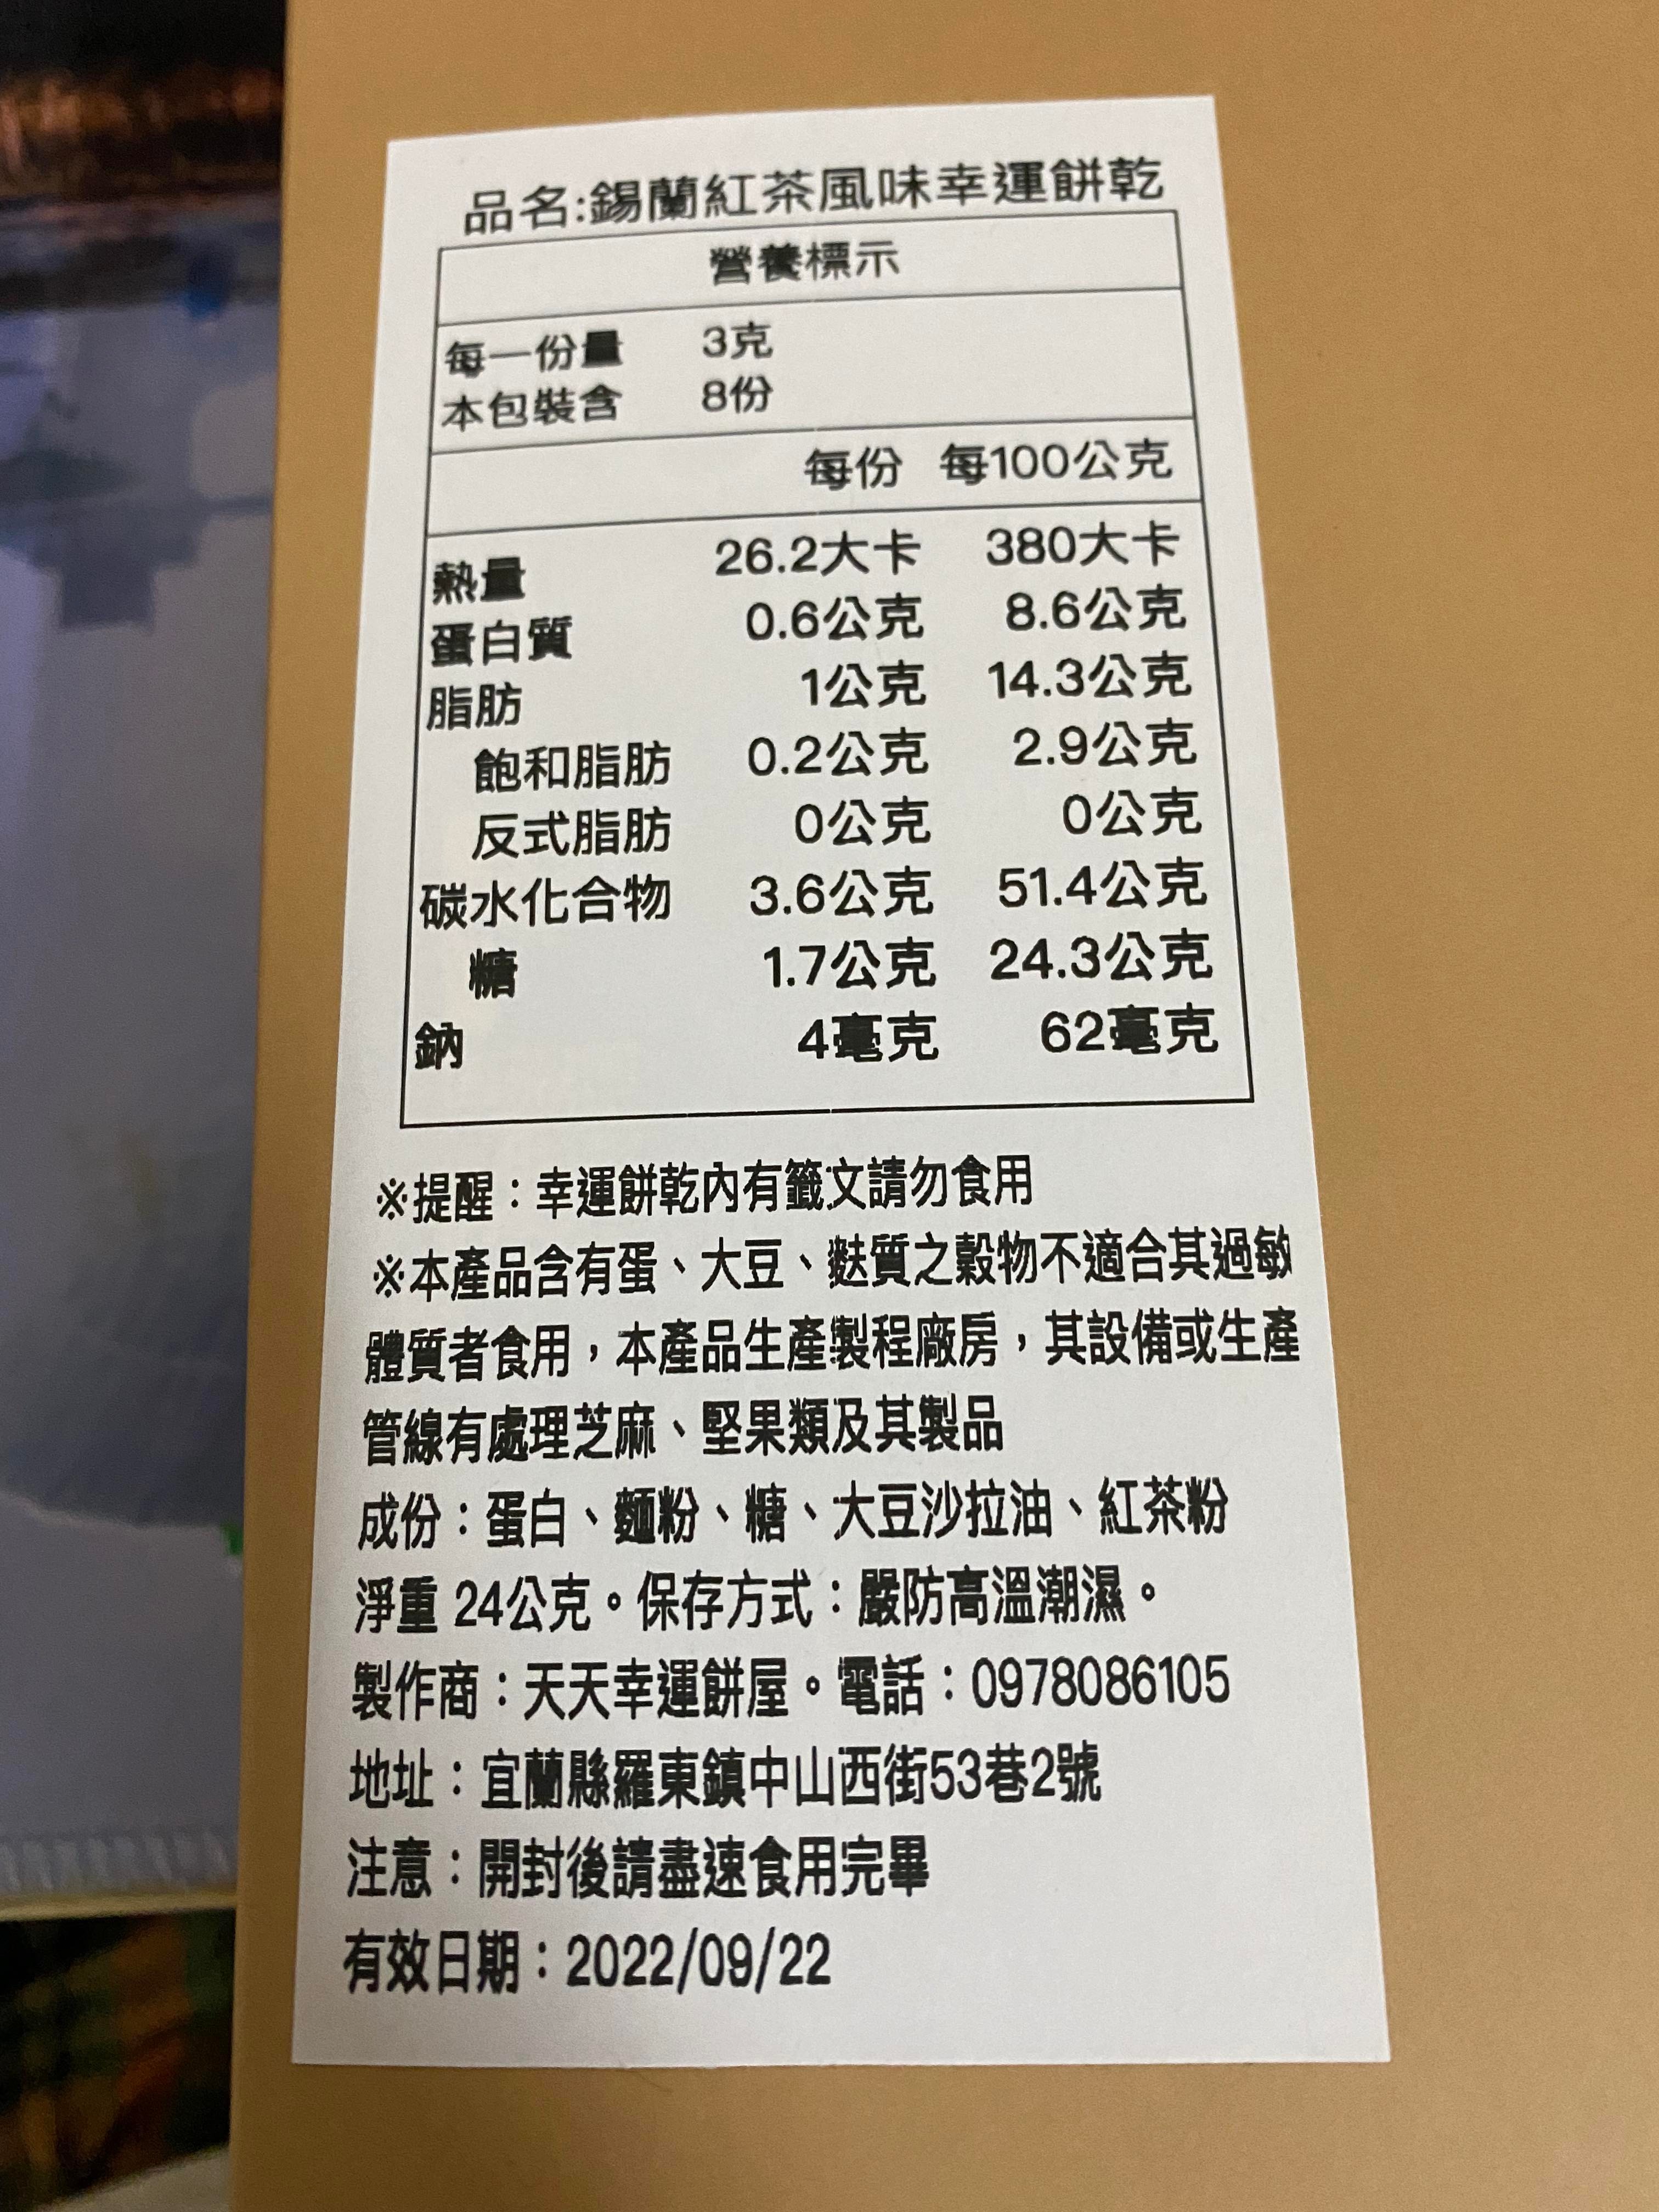 品名:錫蘭紅茶風味幸運餅乾
營養標示
每一份量 3克
本包裝含 8份
每份 每100公克
熱量 26.2大卡 380大卡
蛋白質 0.6公克 8.6公克
脂肪 1公克 14.3公克
飽和脂肪 0.2公克 2.9公克
反式脂肪 0公克 0公克
碳水化合物 3.6公克 51.4公克
糖 1.7公克 24.3公克
鈉 4毫克 62毫克
※提醒：幸運餅乾內有籤文請勿食用
※本產品含有蛋、大豆、麩質之穀物不適合其過敏
體質者食用，本產品生產製程廠房，其設備或生產
管線有處理芝麻、堅果類及其製品
成份：蛋白、麵粉、糖、大豆沙拉油、紅茶粉
淨重 24公克。保存方式：嚴防高溫潮濕。
製作商：天天幸運餅屋。電話：0978086105
地址：宜蘭縣羅東鎮中山西街53巷2號
注意：開封後請盡速食用完畢
有效日期：2022/09/22